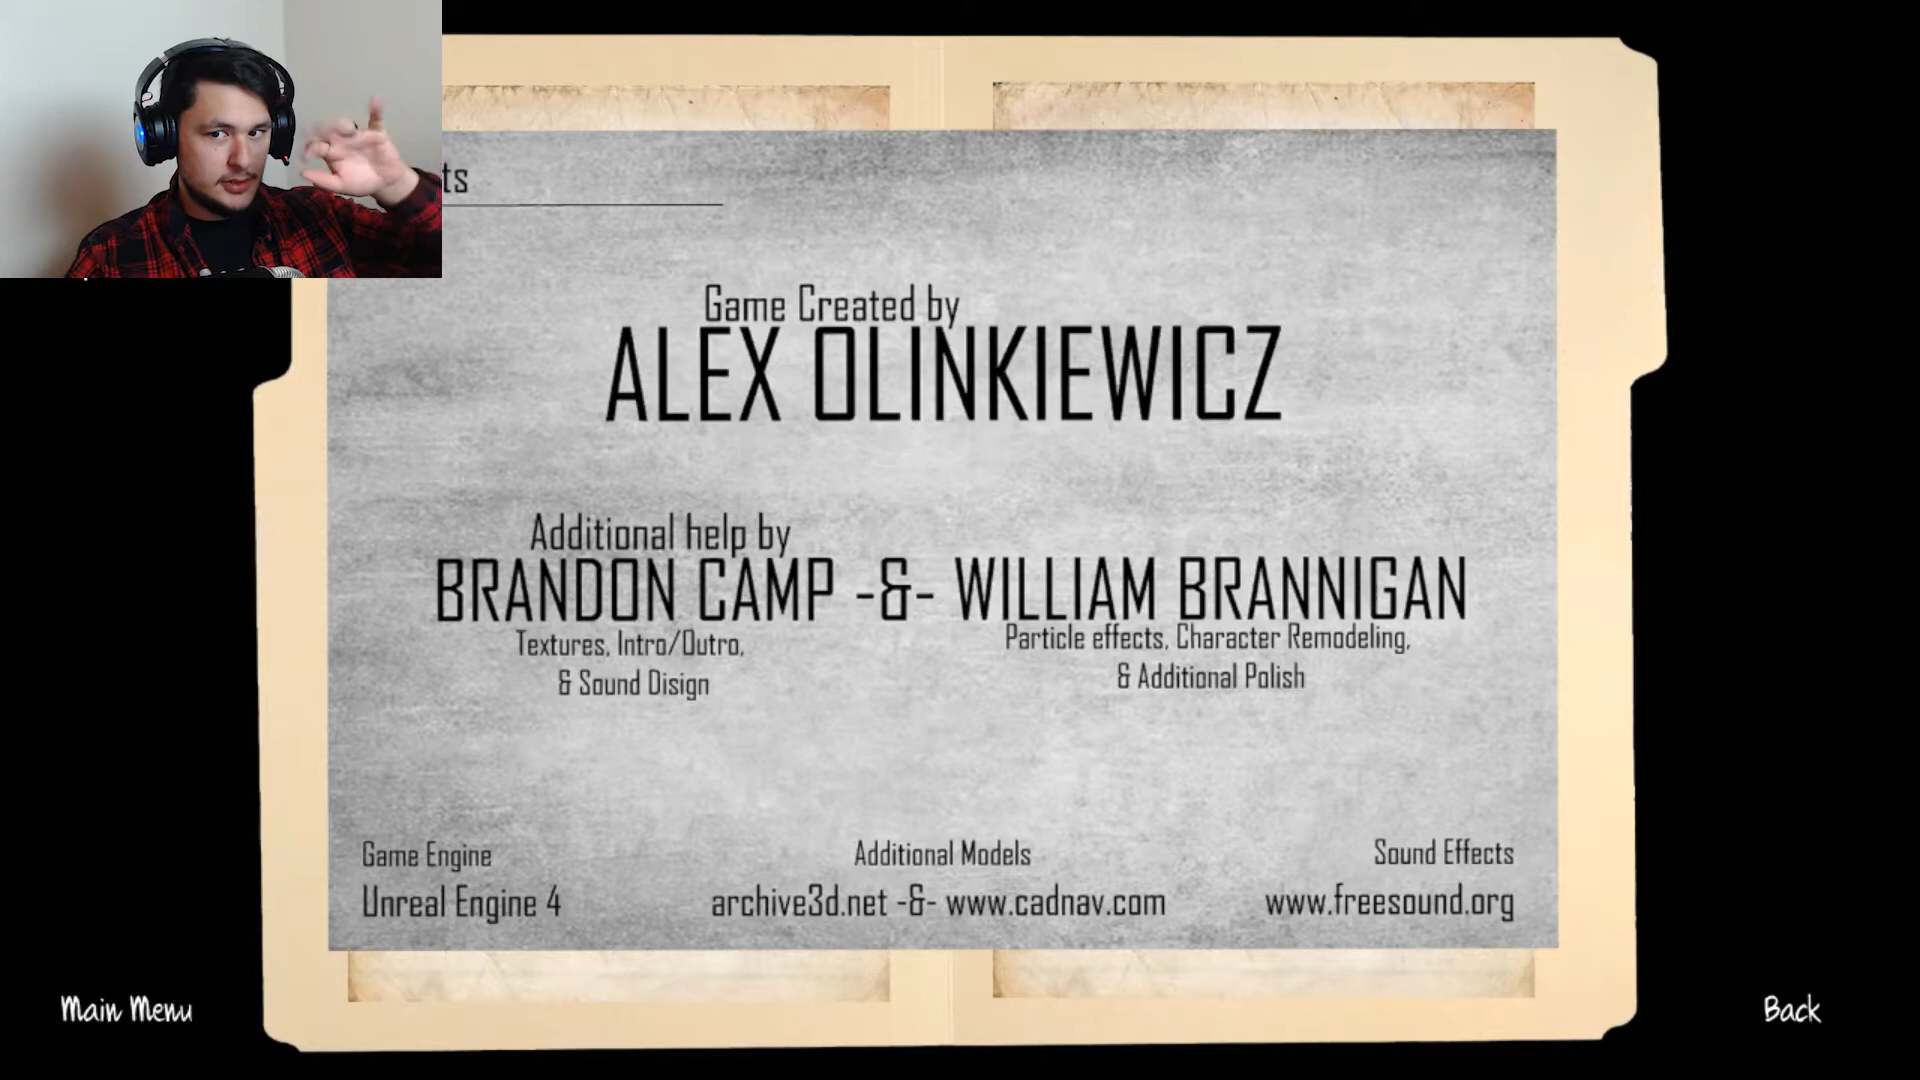 ts
Game Created by
ALEX OLINKIEWICZ
Additional help by
BRANDON CAMP -&- WILLIAM BRANNIGAN
Textures, Intro/Outro,
& Sound Disign
Particle effects, Character Remodeling,
& Additional Polish
Game Engine
Unreal Engine 4
Additional Models
archive3d.net -&- www.cadnav.com
Sound Effects
www.freesound.org
Main Menu
Back